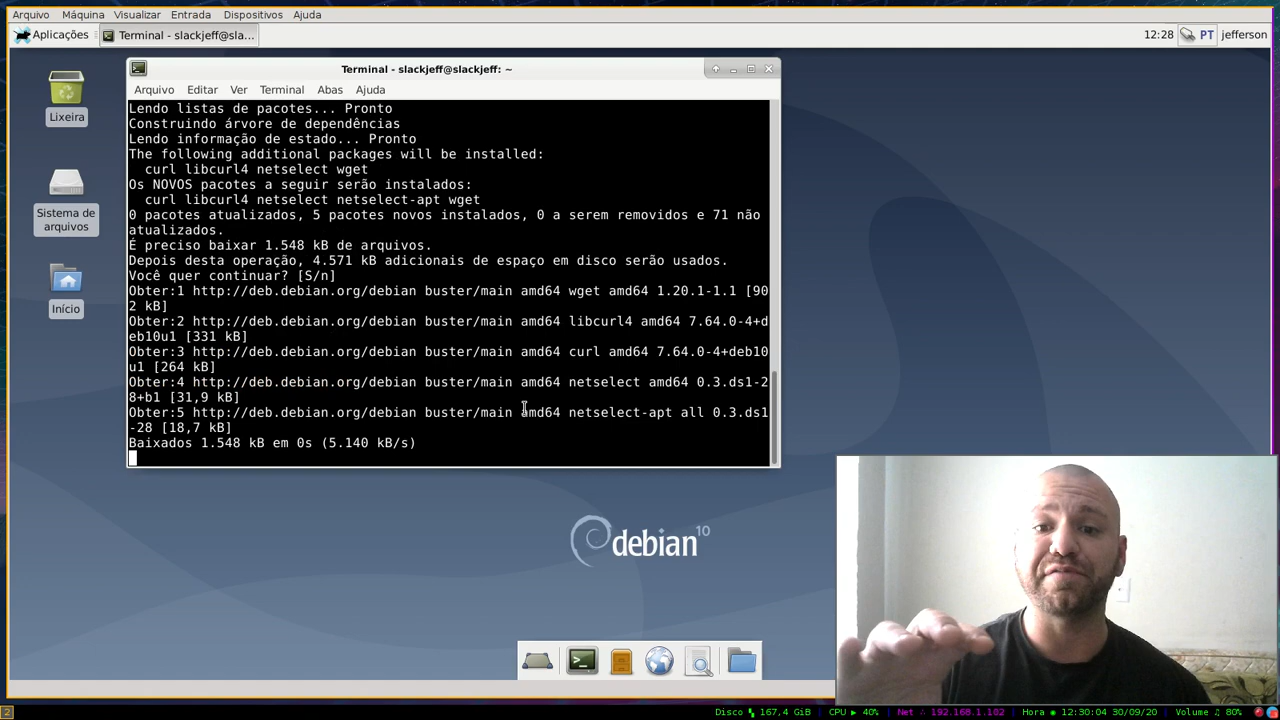 Arquivo Máquina Visualizar Entrada Dispositivos Ajuda
Aplicações Terminal - slackjeff@sla... 12:28 PT jefferson
Lixeira
Sistema de
arquivos
Início
Terminal - slackjeff@slackjeff: ~
Arquivo Editar Ver Terminal Abas Ajuda
Lendo listas de pacotes... Pronto
Construindo árvore de dependências
Lendo informação de estado... Pronto
The following additional packages will be installed:
curl libcurl4 netselect wget
Os NOVOS pacotes a seguir serão instalados:
curl libcurl4 netselect netselect-apt wget
0 pacotes atualizados, 5 pacotes novos instalados, 0 a serem removidos e 71 não
atualizados.
É preciso baixar 1.548 kB de arquivos.
Depois desta operação, 4.571 kB adicionais de espaço em disco serão usados.
Você quer continuar? [S/n]
Obter:1 http://deb.debian.org/debian buster/main amd64 wget amd64 1.20.1-1.1 [90
2 kB]
Obter:2 http://deb.debian.org/debian buster/main amd64 libcurl4 amd64 7.64.0-4+d
eb10u1 [331 kB]
Obter:3 http://deb.debian.org/debian buster/main amd64 curl amd64 7.64.0-4+deb10
u1 [264 kB]
Obter:4 http://deb.debian.org/debian buster/main amd64 netselect amd64 0.3.ds1-2
8+b1 [31,9 kB]
Obter:5 http://deb.debian.org/debian buster/main amd64 netselect-apt all 0.3.ds1
-28 [18,7 kB]
Baixados 1.548 kB em 0s (5.140 kB/s)
debian 10
2 Disco 167,4 GiB CPU 40% Net 192.168.1.102 Hora 12:30:04 30/09/20 Volume 80%